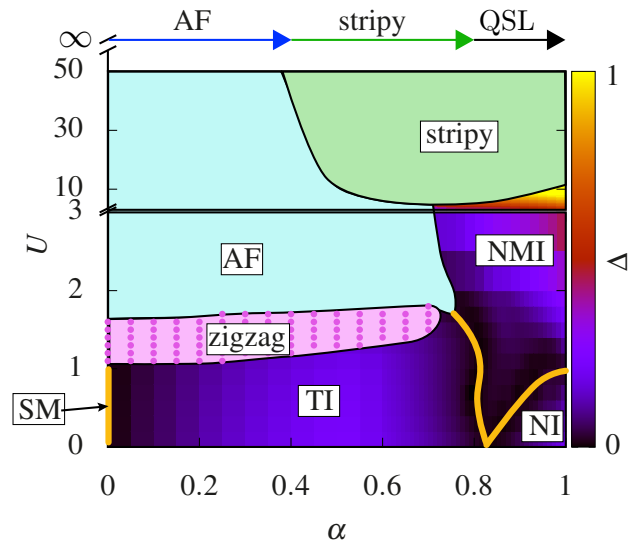 AF stripy QSL
∞
50
30
10
3
3
2
1
0
U
stripy
AF
NMI
zigzag
SM
TI
NI
0 0.2 0.4 0.6 0.8 1
α
1
0
Δ